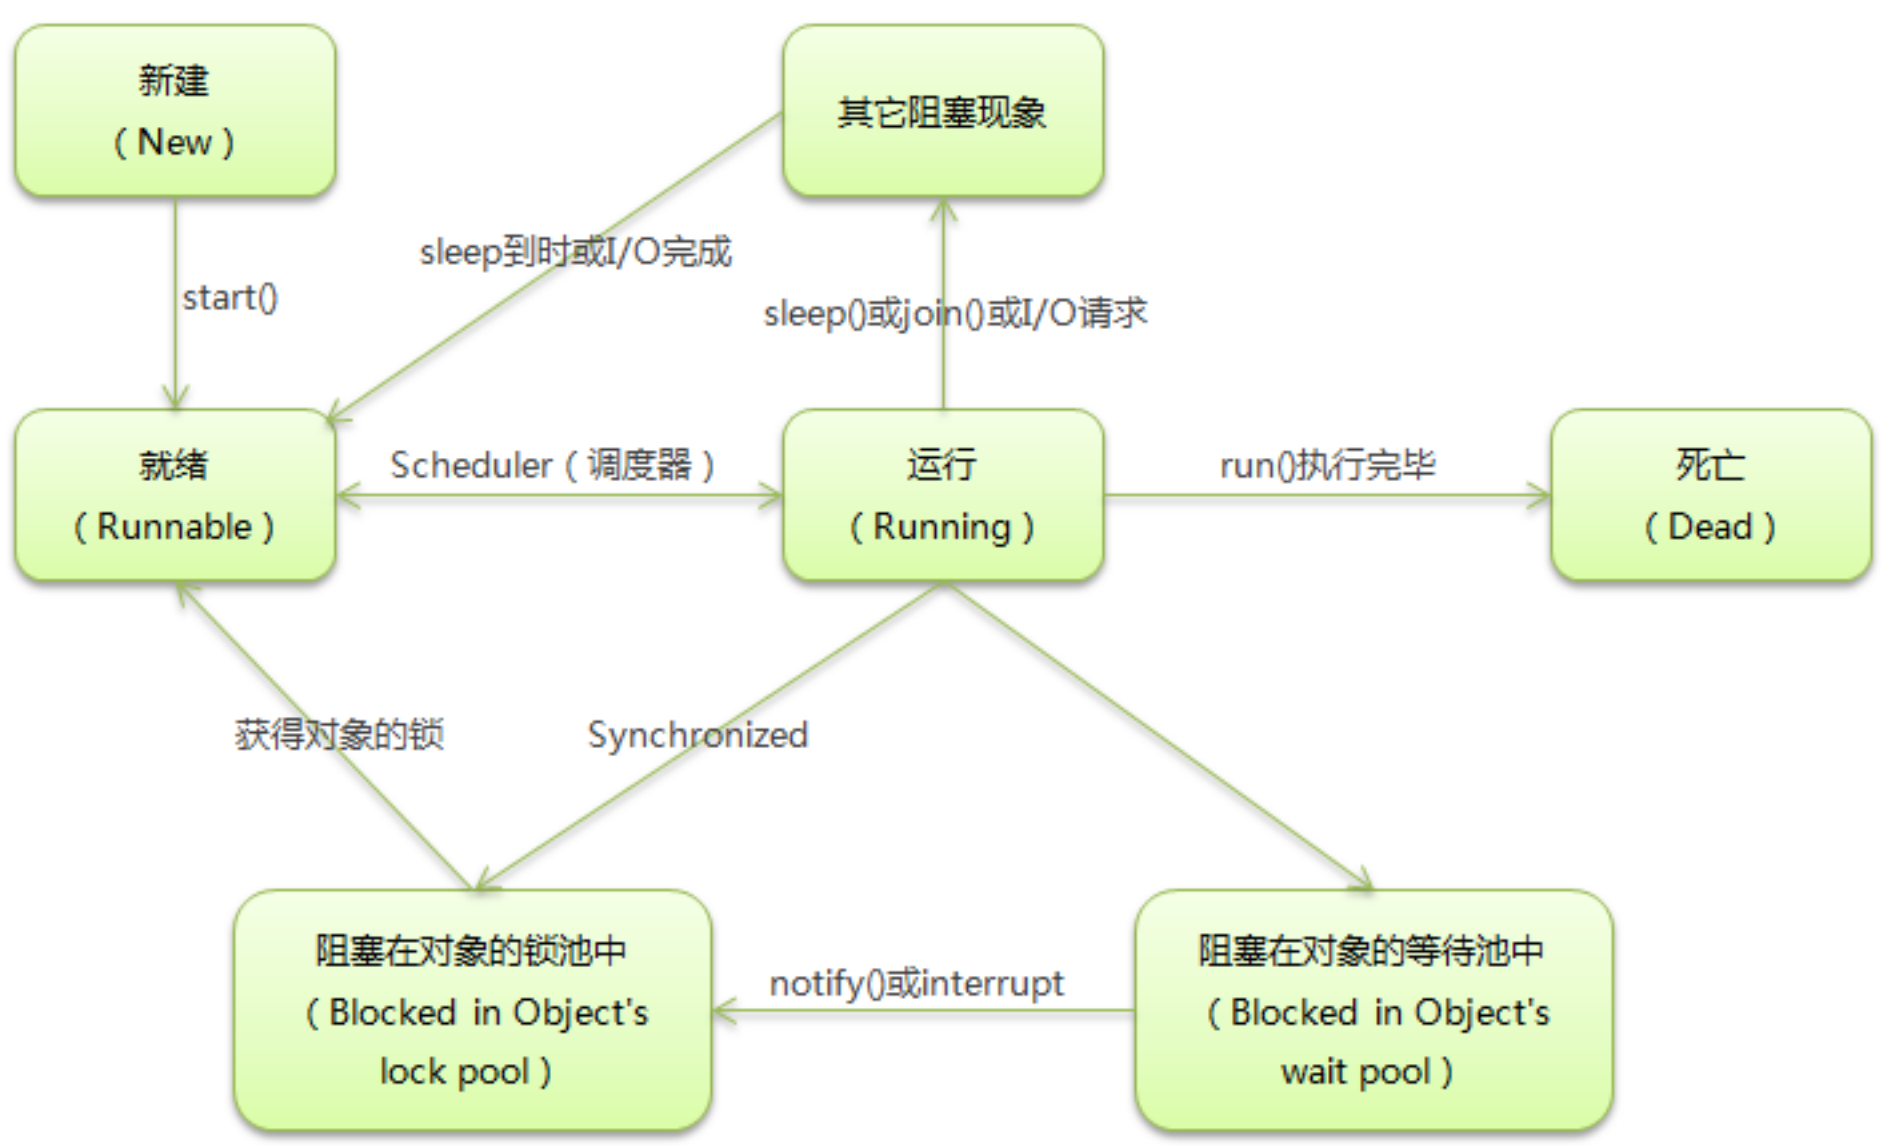 新建
( New )
其它阻塞现象
sleep到时或I/O完成
start()
sleep()或join()或I/O请求
就绪
( Runnable )
Scheduler ( 调度器 )
运行
( Running )
run()执行完毕
死亡
( Dead )
获得对象的锁
Synchronized
阻塞在对象的锁池中
( Blocked in Object's
lock pool )
notify()或interrupt
阻塞在对象的等待池中
( Blocked in Object's
wait pool )